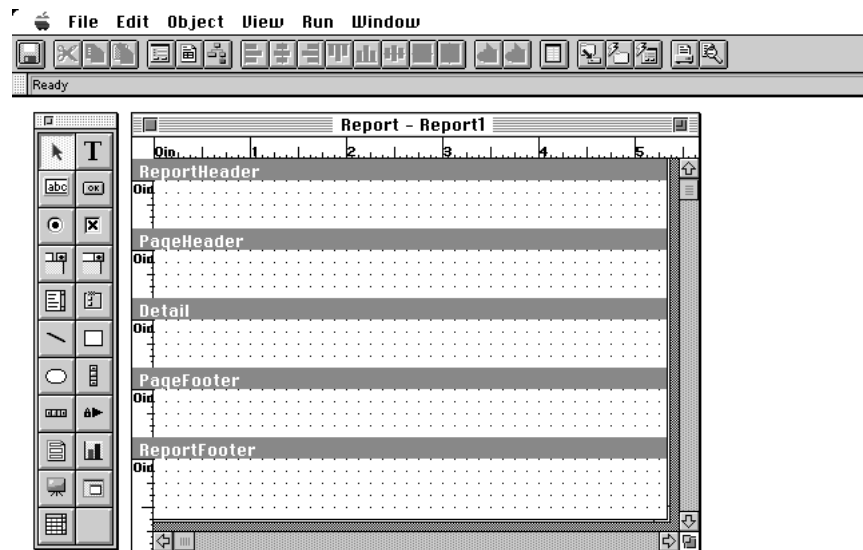 File Edit Object View Run Window
Ready
Report - Report1
0in 1 2 3 4 5
T
ReportHeader
0in
abc OK
PageHeader
0in
Detail
0in
PageFooter
0in
ReportFooter
0in